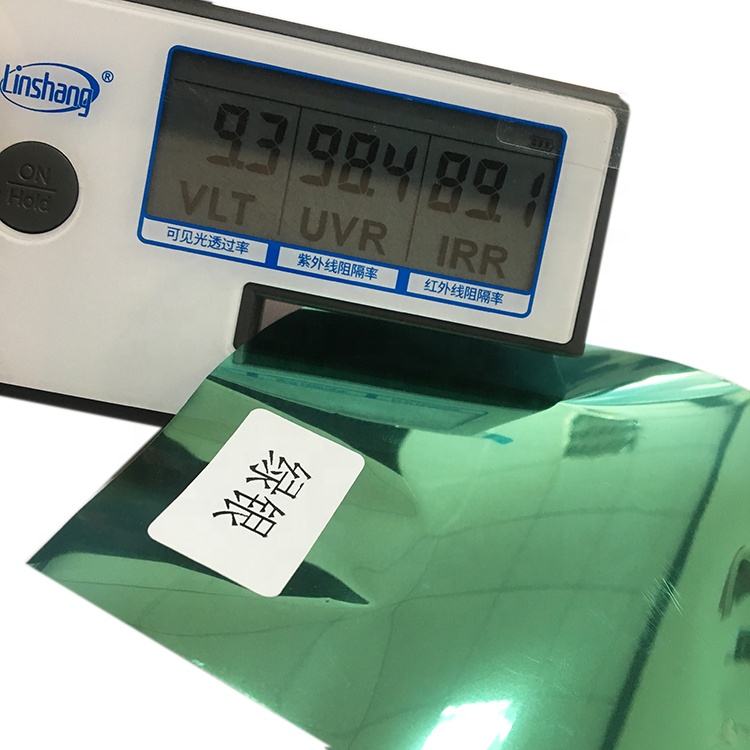 Linshang®
ON
Hold
9.3 98.4 89.1
VLT UVR IRR
可见光透过率 紫外线阻隔率 红外线阻隔率
绿银